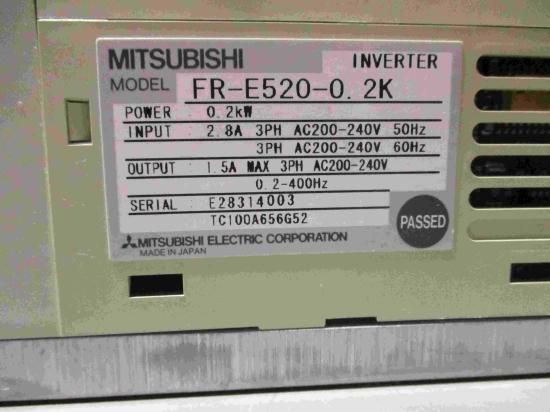 MITSUBISHI INVERTER
MODEL FR-E520-0.2K
POWER 0.2kW
INPUT 2.8A 3PH AC200-240V 50Hz
3PH AC200-240V 60Hz
OUTPUT 1.5A MAX 3PH AC200-240V
0.2-400Hz
SERIAL E28314003
TC100A656G52
PASSED
MITSUBISHI ELECTRIC CORPORATION
MADE IN JAPAN